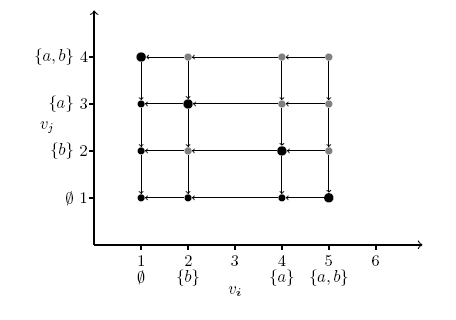 {a, b} 4
{a} 3
v_j
{b} 2
∅ 1
1 2 3 4 5 6
∅ {b} {a} {a, b}
v_i